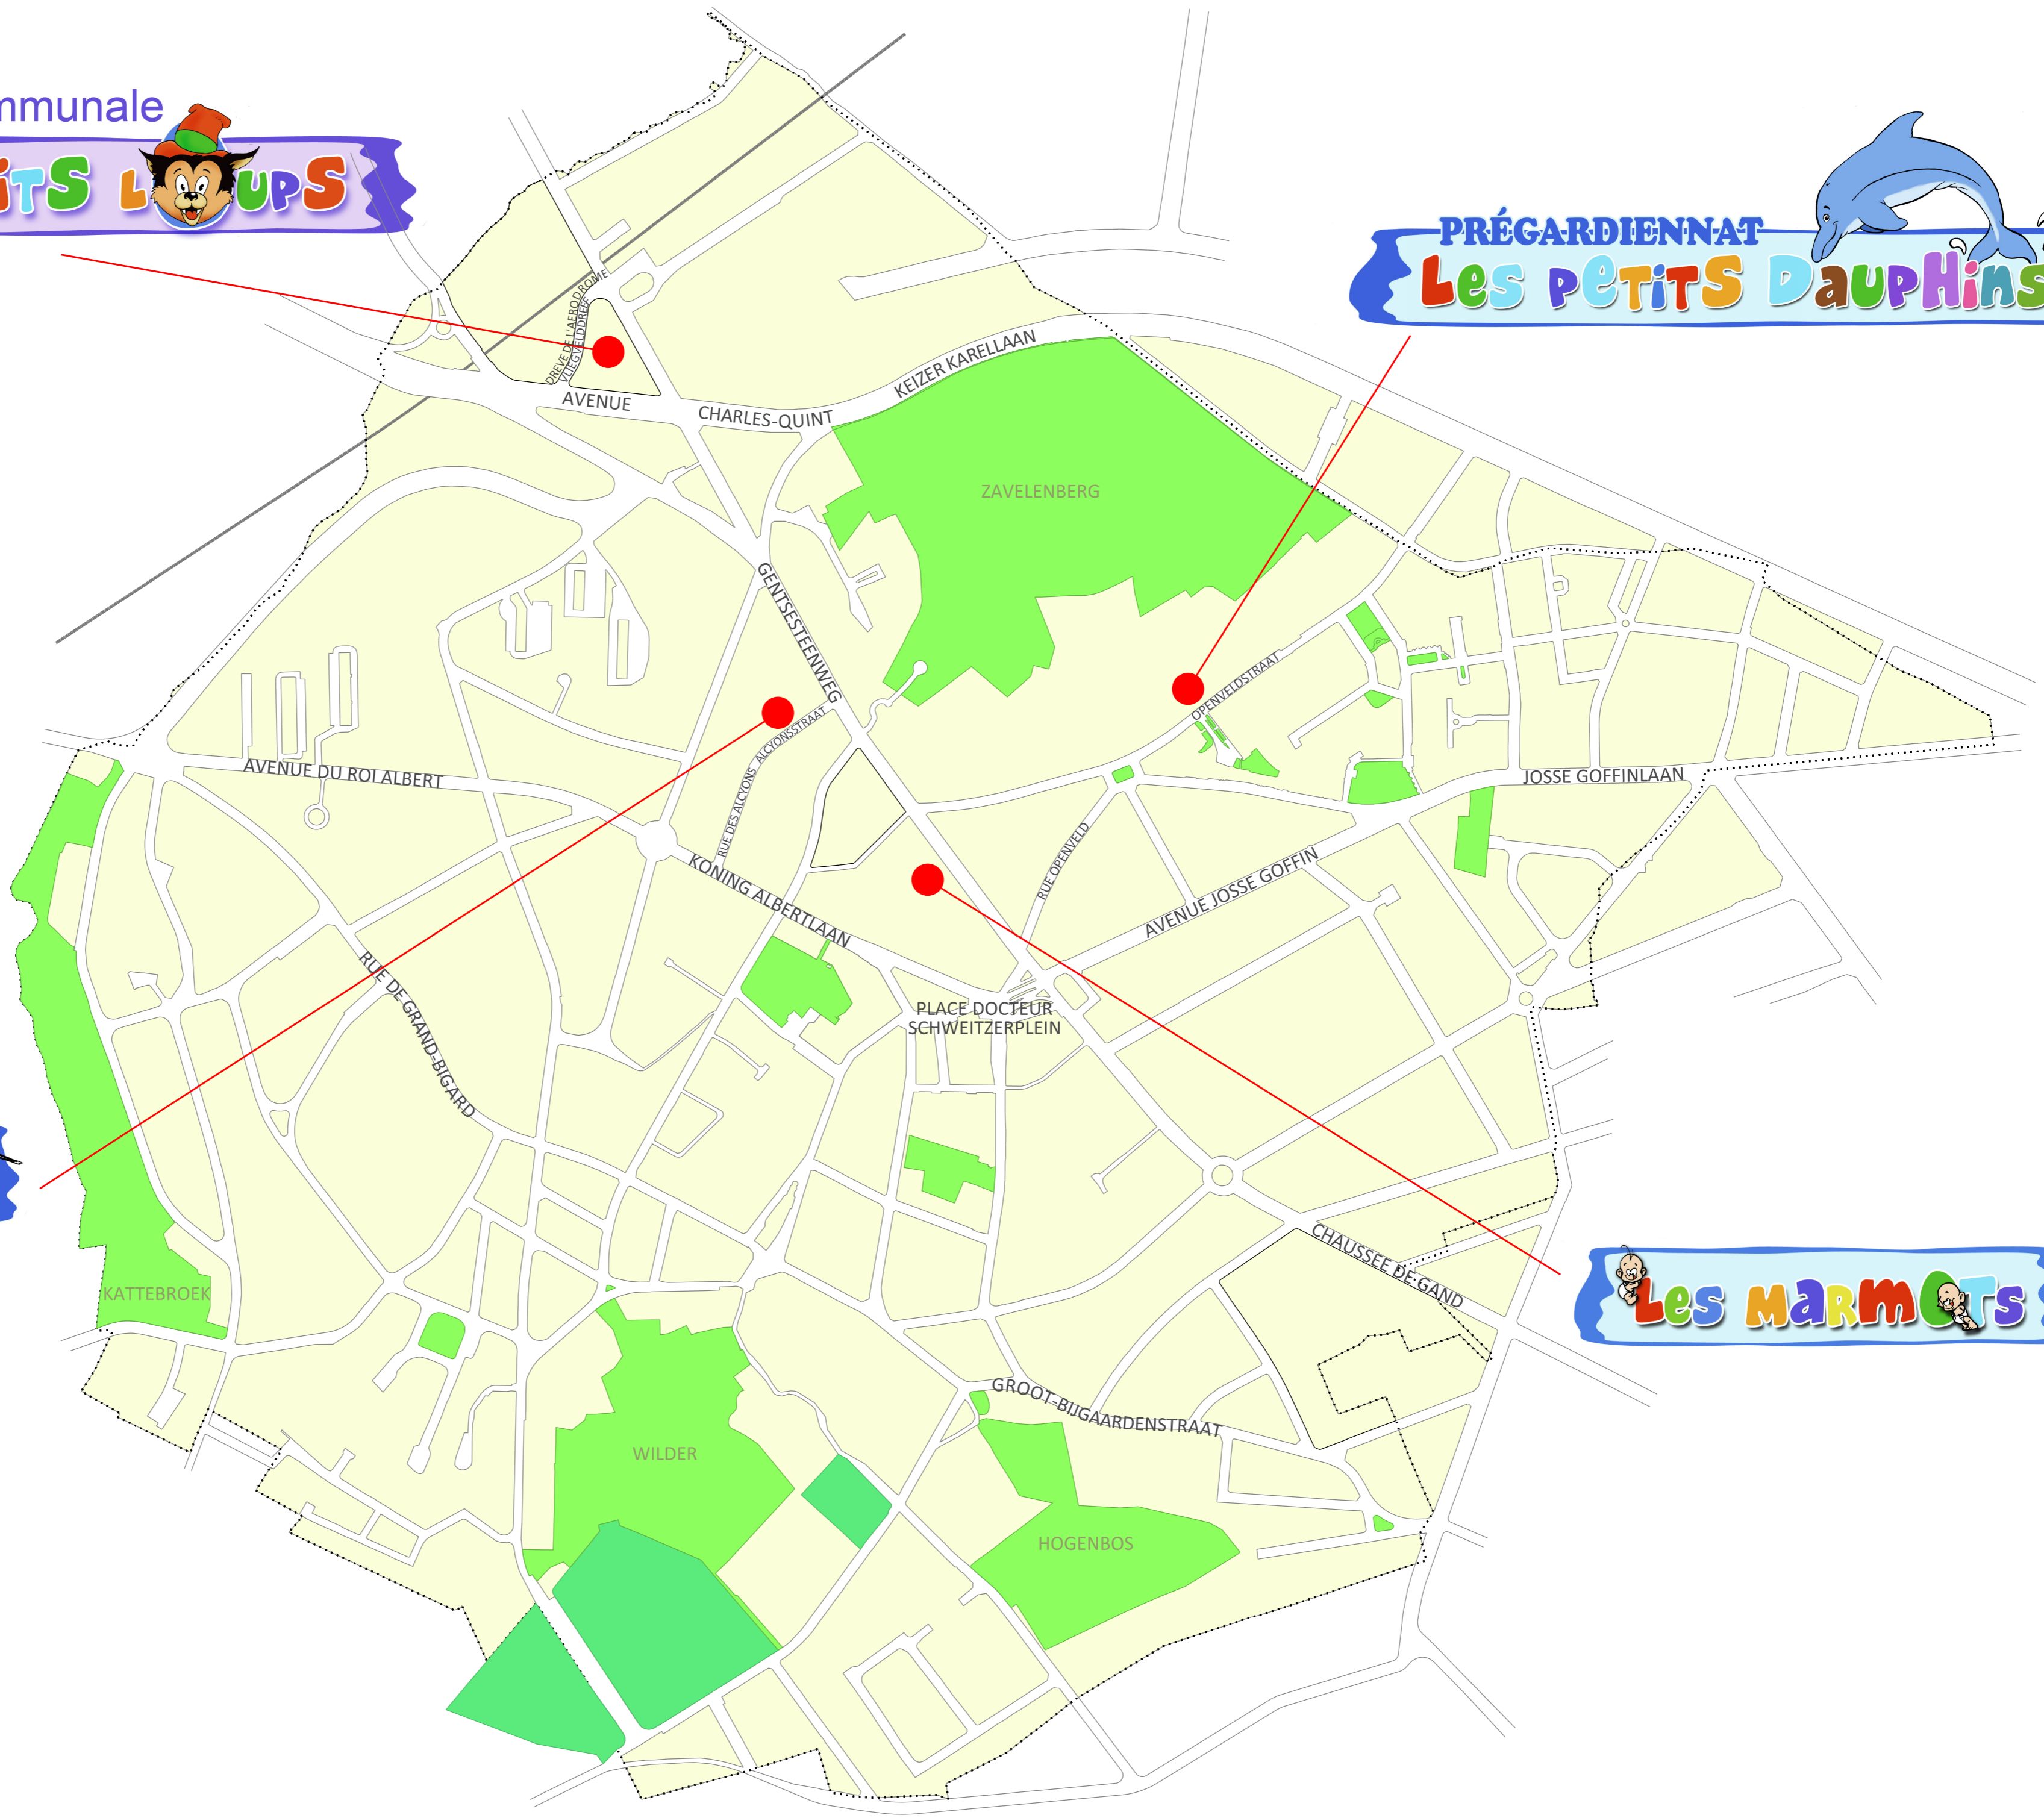 mmunale
iTS LOUPS
PRÉGARDIENNAT
Les petits Dauphins
DREVE DE L'AERODROME
VLIEGVELDDREEF
AVENUE
CHARLES-QUINT
KEIZER KARELLAAN
ZAVELENBERG
GENTSESTEENWEG
OPENVELDSTRAAT
ALCYONSSTRAAT
RUE DES ALCYONS
AVENUE DU ROI ALBERT
JOSSE GOFFINLAAN
RUE OPENVELD
KONING ALBERTLAAN
AVENUE JOSSE GOFFIN
RUE DE GRAND-BIGARD
PLACE DOCTEUR
SCHWEITZERPLEIN
CHAUSSEE DE GAND
KATTEBROEK
Les marmots
GROOT-BIJGAARDENSTRAAT
WILDER
HOGENBOS